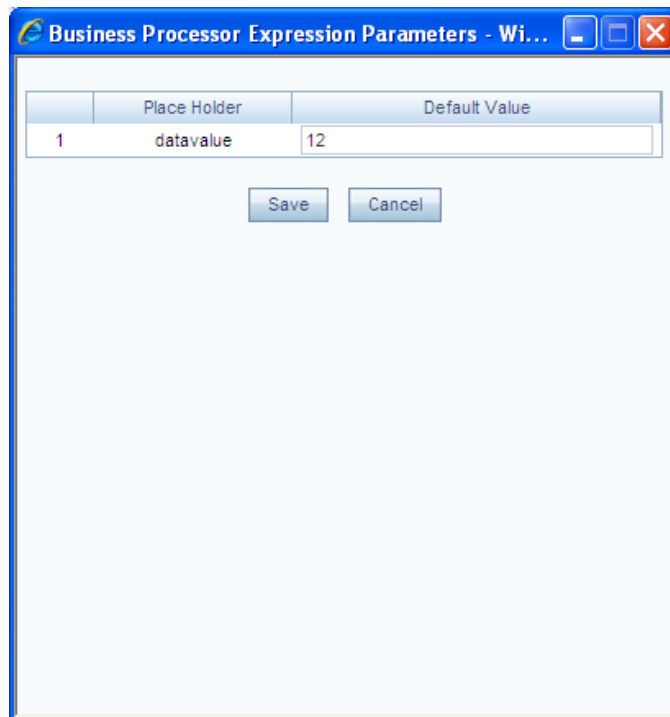 Business Processor Expression Parameters - Wi...
Place Holder Default Value
1 datavalue 12
Save Cancel